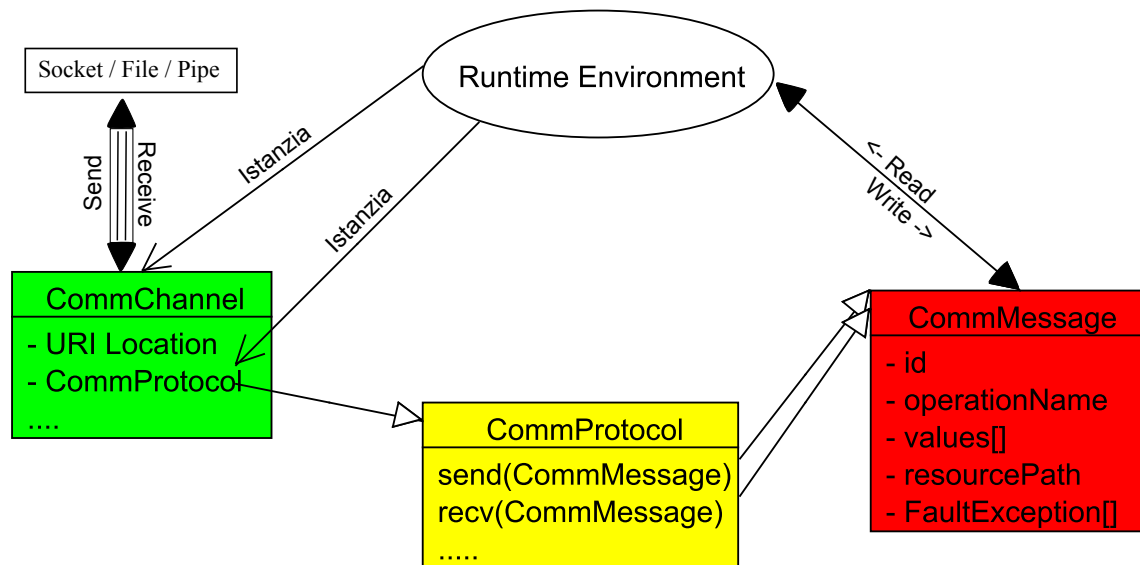 Runtime Environment
Socket / File / Pipe
Send
Receive
Istanzia
Istanzia
<- Read
Write ->
CommChannel
- URI Location
- CommProtocol
....
CommProtocol
send(CommMessage)
recv(CommMessage)
.....
CommMessage
- id
- operationName
- values[]
- resourcePath
- FaultException[]